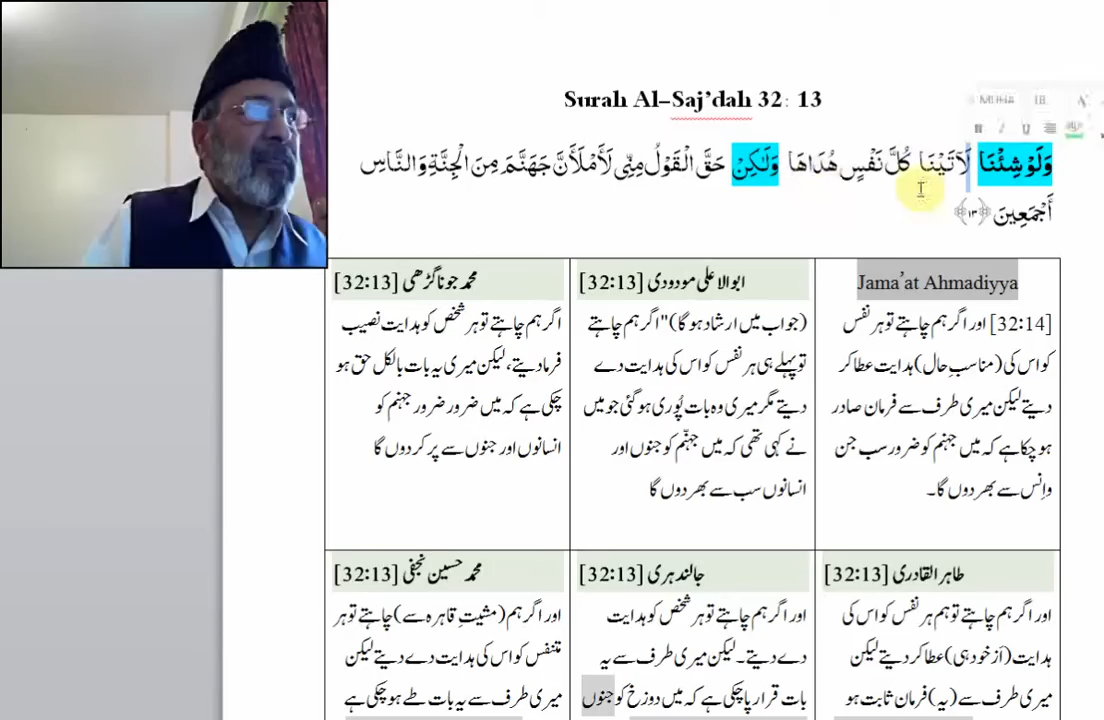 Surah Al–Saj’dah 32: 13
وَلَوْ شِئْنَا لَآتَيْنَا كُلَّ نَفْسٍ هُدَاهَا وَلَٰكِنْ حَقَّ الْقَوْلُ مِنِّي لَأَمْلَأَنَّ جَهَنَّمَ مِنَ الْجِنَّةِ وَالنَّاسِ
أَجْمَعِينَ ﴿١٣﴾
Jama’at Ahmadiyya
[32:14] اور اگر ہم چاہتے تو ہر نفس
کو اس کی (مناسبِ حال) ہدایت عطا کر
دیتے لیکن میری طرف سے فرمان صادر
ہو چکا ہے کہ میں جہنم کو ضرور سب جن
و اِنس سے بھر دوں گا۔
ابوالاعلی مودودی [32:13]
(جواب میں ارشاد ہو گا) "اگر ہم چاہتے
تو پہلے ہی ہر نفس کو اس کی ہدایت دے
دیتے مگر میری وہ بات پُوری ہو گئی جو میں
نے کہی تھی کہ میں جہنّم کو جنوں اور
انسانوں سب سے بھر دوں گا
محمد جوناگڑھی [32:13]
اگر ہم چاہتے تو ہر شخص کو ہدایت نصیب
فرما دیتے، لیکن میری یہ بات بالکل حق ہو
چکی ہے کہ میں ضرور ضرور جہنم کو
انسانوں اور جنوں سے پر کردوں گا
طاہر القادری [32:13]
اور اگر ہم چاہتے تو ہم ہر نفس کو اس کی
ہدایت (اَز خود ہی) عطا کر دیتے لیکن
میری طرف سے (یہ) فرمان ثابت ہو
جالندہری [32:13]
اور اگر ہم چاہتے تو ہر شخص کو ہدایت
دے دیتے۔ لیکن میری طرف سے یہ
بات قرار پاچکی ہے کہ میں دوزخ کو جنوں
محمد حسین نجفی [32:13]
اور اگر ہم (مشیتِ قاہرہ سے) چاہتے تو ہر
متنفس کو اس کی ہدایت دے دیتے لیکن
میری طرف سے یہ بات طے ہو چکی ہے